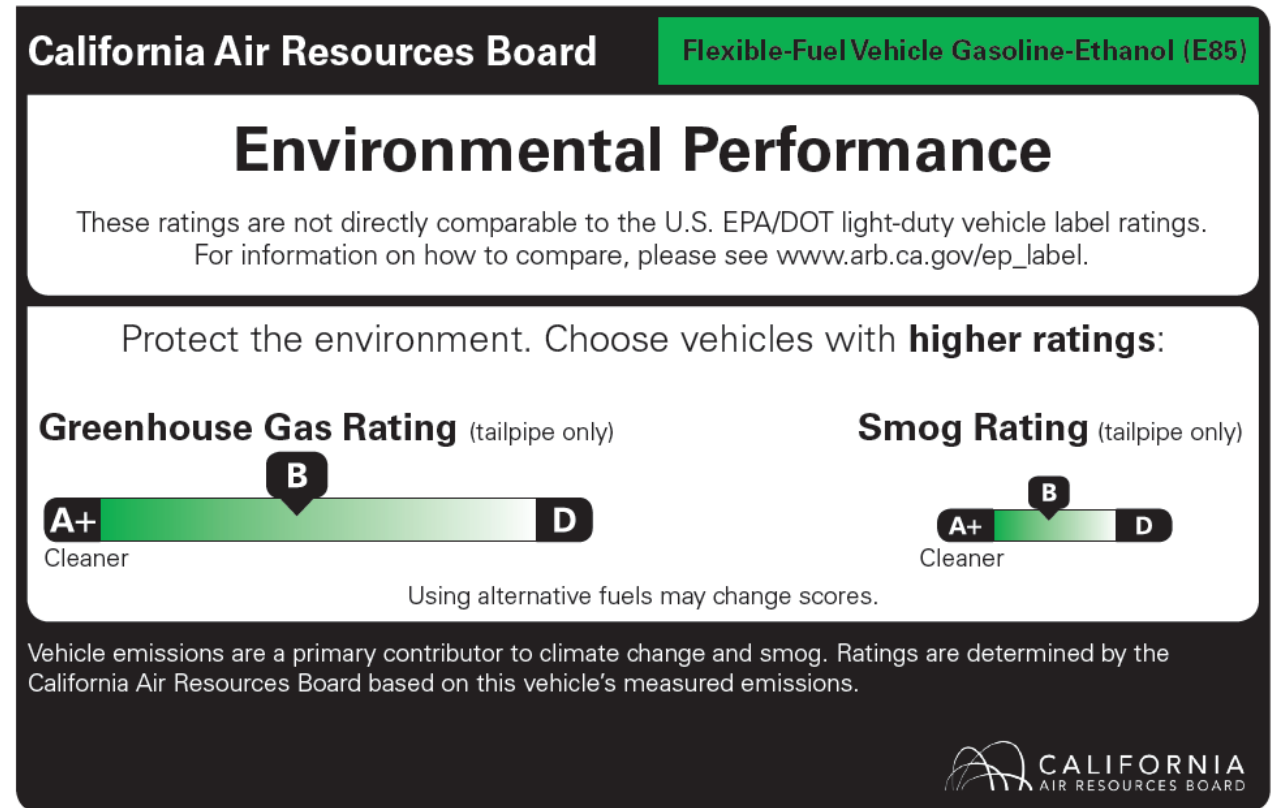 California Air Resources Board
Flexible-Fuel Vehicle Gasoline-Ethanol (E85)
Environmental Performance
These ratings are not directly comparable to the U.S. EPA/DOT light-duty vehicle label ratings.
For information on how to compare, please see www.arb.ca.gov/ep_label.
Protect the environment. Choose vehicles with higher ratings:
Greenhouse Gas Rating (tailpipe only)
B
A+ D
Cleaner
Smog Rating (tailpipe only)
B
A+ D
Cleaner
Using alternative fuels may change scores.
Vehicle emissions are a primary contributor to climate change and smog. Ratings are determined by the
California Air Resources Board based on this vehicle's measured emissions.
CALIFORNIA
AIR RESOURCES BOARD